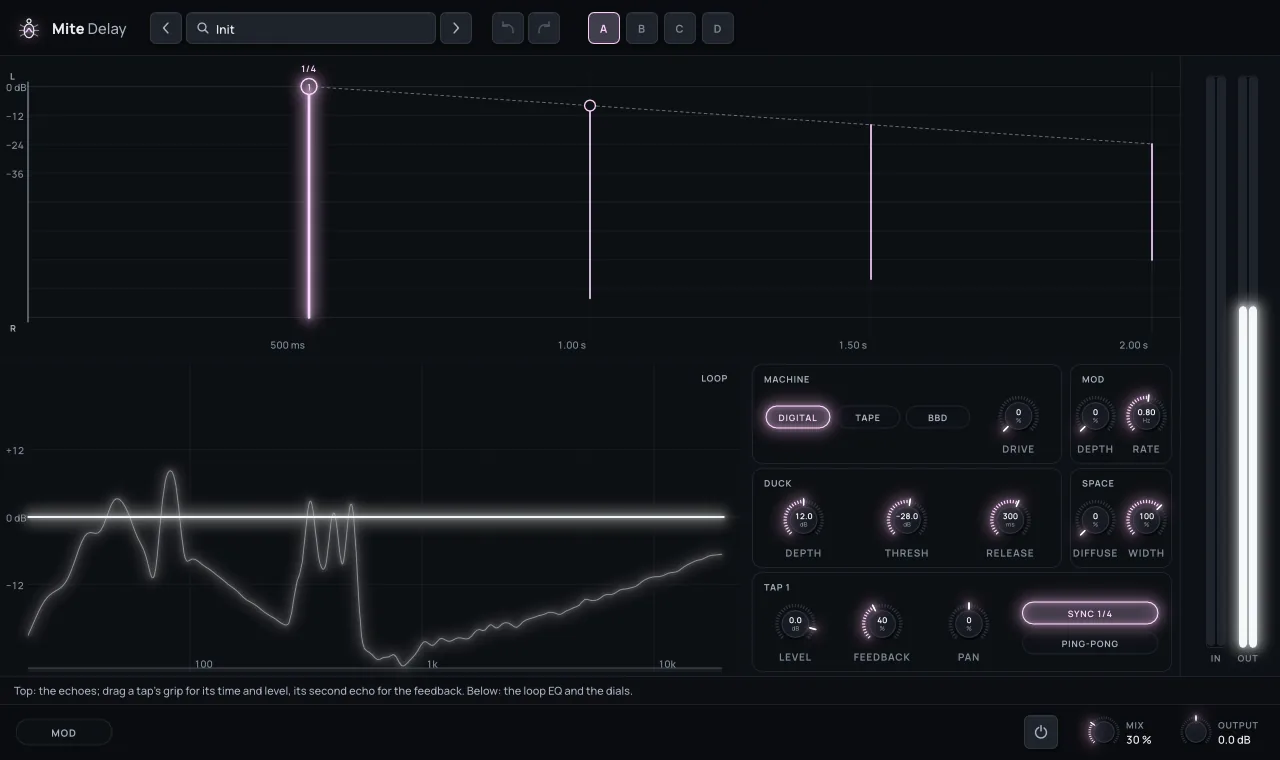 Mite Delay
Init
A B C D
1/4
L
0 dB
1
−12
−24
−36
R
500 ms 1.00 s 1.50 s 2.00 s
LOOP
+12
0 dB
−12
100 1k 10k
MACHINE
DIGITAL TAPE BBD
0 %
DRIVE
MOD
0 % 0.80 Hz
DEPTH RATE
DUCK
12.0 dB −28.0 dB 300 ms
DEPTH THRESH RELEASE
SPACE
0 % 100 %
DIFFUSE WIDTH
TAP 1
0.0 dB 40 % 0 %
LEVEL FEEDBACK PAN
SYNC 1/4
PING-PONG
IN OUT
Top: the echoes; drag a tap's grip for its time and level, its second echo for the feedback. Below: the loop EQ and the dials.
MOD
MIX
30 %
OUTPUT
0.0 dB